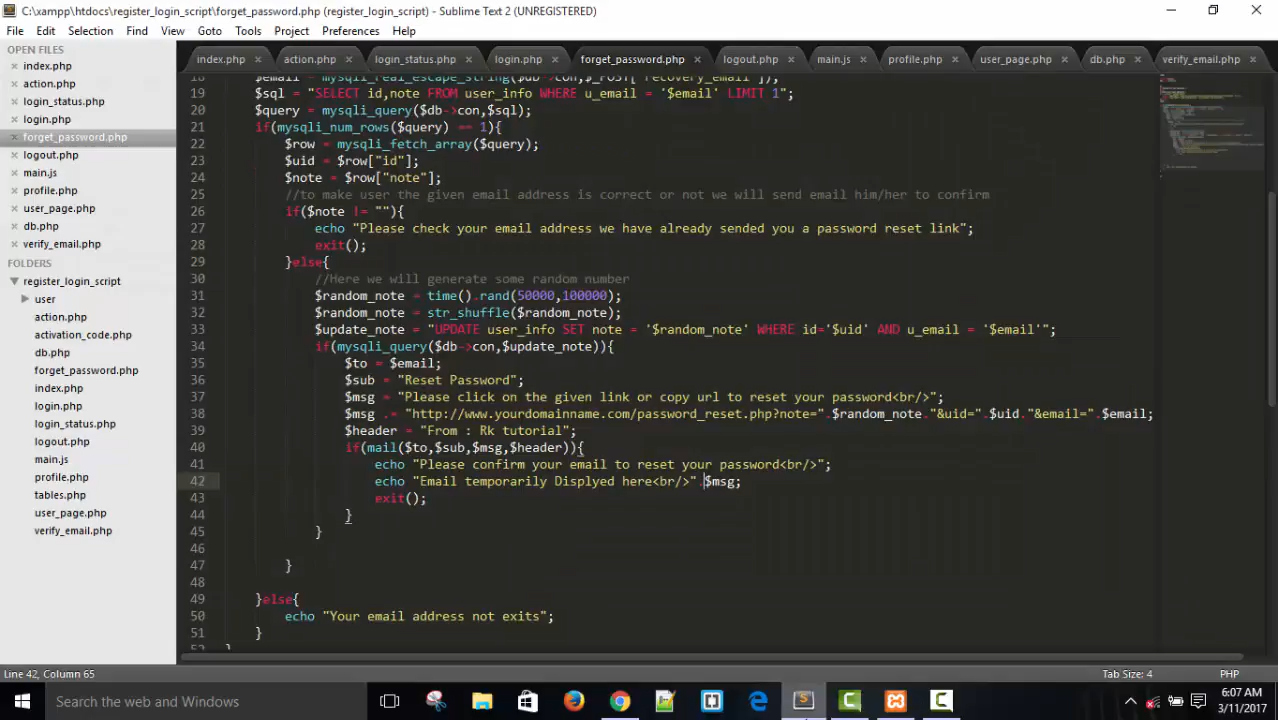 C:\xampp\htdocs\register_login_script\forget_password.php (register_login_script) - Sublime Text 2 (UNREGISTERED)
File Edit Selection Find View Goto Tools Project Preferences Help
OPEN FILES
index.php
action.php
login_status.php
login.php
forget_password.php
logout.php
main.js
profile.php
user_page.php
db.php
verify_email.php
FOLDERS
register_login_script
user
action.php
activation_code.php
db.php
forget_password.php
index.php
login.php
login_status.php
logout.php
main.js
profile.php
tables.php
user_page.php
verify_email.php
index.php action.php login_status.php login.php forget_password.php logout.php main.js profile.php user_page.php db.php verify_email.php
18 $email = mysqli_real_escape_string($db->con,$_POST["recovery_email"]);
19 $sql = "SELECT id,note FROM user_info WHERE u_email = '$email' LIMIT 1";
20 $query = mysqli_query($db->con,$sql);
21 if(mysqli_num_rows($query) == 1){
22 $row = mysqli_fetch_array($query);
23 $uid = $row["id"];
24 $note = $row["note"];
25 //to make user the given email address is correct or not we will send email him/her to confirm
26 if($note != ""){
27 echo "Please check your email address we have already sended you a password reset link";
28 exit();
29 }else{
30 //Here we will generate some random number
31 $random_note = time().rand(50000,100000);
32 $random_note = str_shuffle($random_note);
33 $update_note = "UPDATE user_info SET note = '$random_note' WHERE id='$uid' AND u_email = '$email'";
34 if(mysqli_query($db->con,$update_note)){
35 $to = $email;
36 $sub = "Reset Password";
37 $msg = "Please click on the given link or copy url to reset your password<br/>";
38 $msg .= "http://www.yourdomainname.com/password_reset.php?note=".$random_note."&uid=".$uid."&email=".$email;
39 $header = "From : Rk tutorial";
40 if(mail($to,$sub,$msg,$header)){
41 echo "Please confirm your email to reset your password<br/>";
42 echo "Email temporarily Displyed here<br/>".$msg;
43 exit();
44 }
45 }
46
47 }
48
49 }else{
50 echo "Your email address not exits";
51 }
52 }
Line 42, Column 65
Tab Size: 4
PHP
Search the web and Windows
6:07 AM
3/11/2017